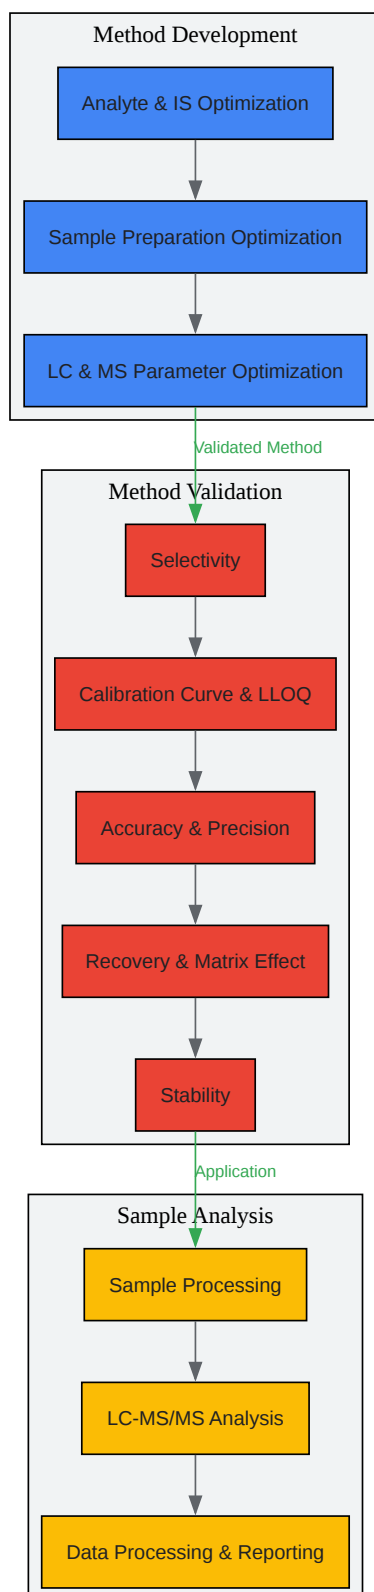 Method Development
Analyte & IS Optimization
Sample Preparation Optimization
LC & MS Parameter Optimization
Validated Method
Method Validation
Selectivity
Calibration Curve & LLOQ
Accuracy & Precision
Recovery & Matrix Effect
Stability
Application
Sample Analysis
Sample Processing
LC-MS/MS Analysis
Data Processing & Reporting